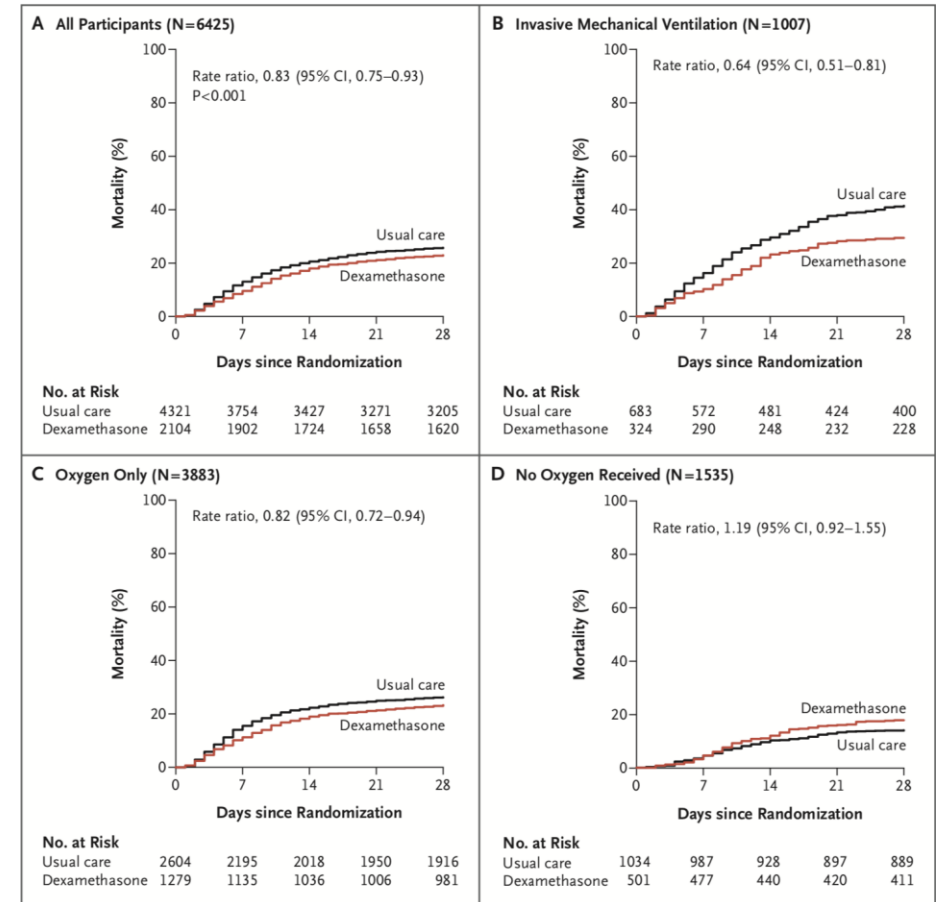 A All Participants (N=6425)
100
80
60
40
20
0
Mortality (%)
Rate ratio, 0.83 (95% CI, 0.75–0.93)
P<0.001
Usual care
Dexamethasone
0 7 14 21 28
Days since Randomization
No. at Risk
Usual care 4321 3754 3427 3271 3205
Dexamethasone 2104 1902 1724 1658 1620
B Invasive Mechanical Ventilation (N=1007)
100
80
60
40
20
0
Mortality (%)
Rate ratio, 0.64 (95% CI, 0.51–0.81)
Usual care
Dexamethasone
0 7 14 21 28
Days since Randomization
No. at Risk
Usual care 683 572 481 424 400
Dexamethasone 324 290 248 232 228
C Oxygen Only (N=3883)
100
80
60
40
20
0
Mortality (%)
Rate ratio, 0.82 (95% CI, 0.72–0.94)
Usual care
Dexamethasone
0 7 14 21 28
Days since Randomization
No. at Risk
Usual care 2604 2195 2018 1950 1916
Dexamethasone 1279 1135 1036 1006 981
D No Oxygen Received (N=1535)
100
80
60
40
20
0
Mortality (%)
Rate ratio, 1.19 (95% CI, 0.92–1.55)
Dexamethasone
Usual care
0 7 14 21 28
Days since Randomization
No. at Risk
Usual care 1034 987 928 897 889
Dexamethasone 501 477 440 420 411